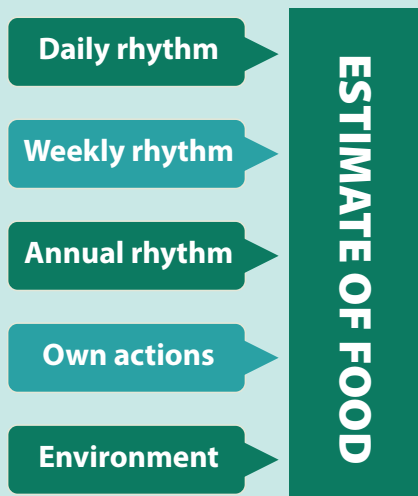 Daily rhythm
Weekly rhythm
Annual rhythm
Own actions
Environment
ESTIMATE OF FOOD